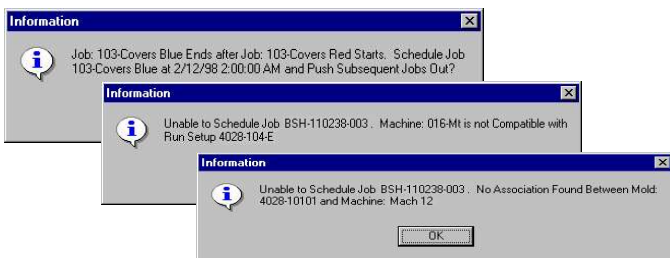 Information
Job: 103-Covers Blue Ends after Job: 103-Covers Red Starts. Schedule Job
103-Covers Blue at 2/12/98 2:00:00 AM and Push Subsequent Jobs Out?
Information
Unable to Schedule Job BSH-110238-003 . Machine: 016-Mt is not Compatible with
Run Setup 4028-104-E
Information
Unable to Schedule Job BSH-110238-003 . No Association Found Between Mold:
4028-10101 and Machine: Mach 12
OK